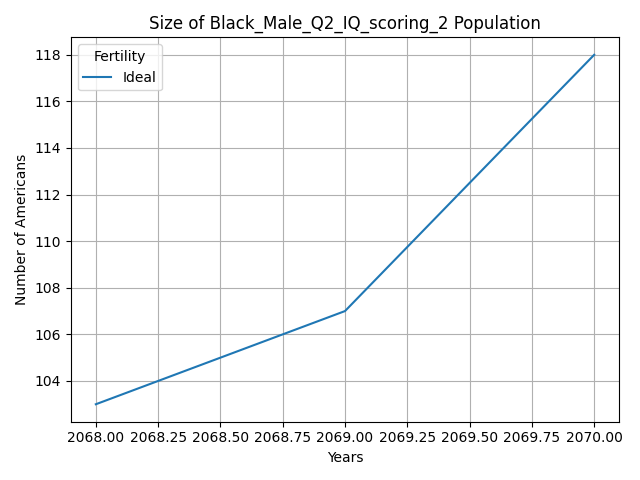 Size of Black_Male_Q2_IQ_scoring_2 Population
Fertility
Ideal
Number of Americans
118
116
114
112
110
108
106
104
2068.00 2068.25 2068.50 2068.75 2069.00 2069.25 2069.50 2069.75 2070.00
Years